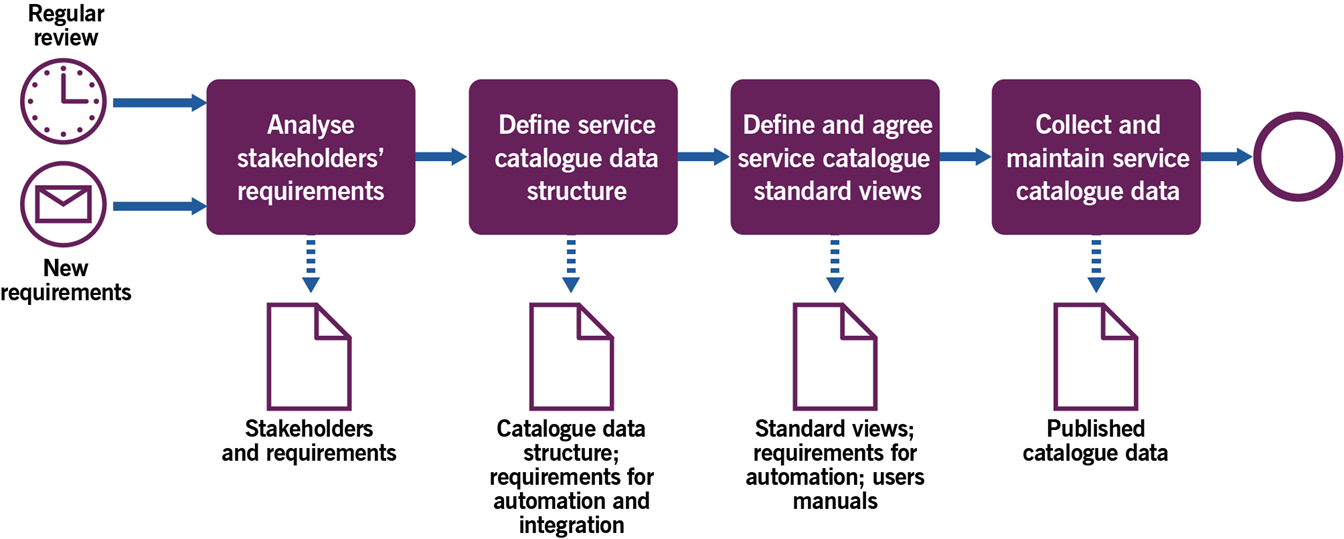 Regular
review
New
requirements
Analyse
stakeholders’
requirements
Define service
catalogue data
structure
Define and agree
service catalogue
standard views
Collect and
maintain service
catalogue data
Stakeholders
and requirements
Catalogue data
structure;
requirements for
automation and
integration
Standard views;
requirements for
automation; users
manuals
Published
catalogue data